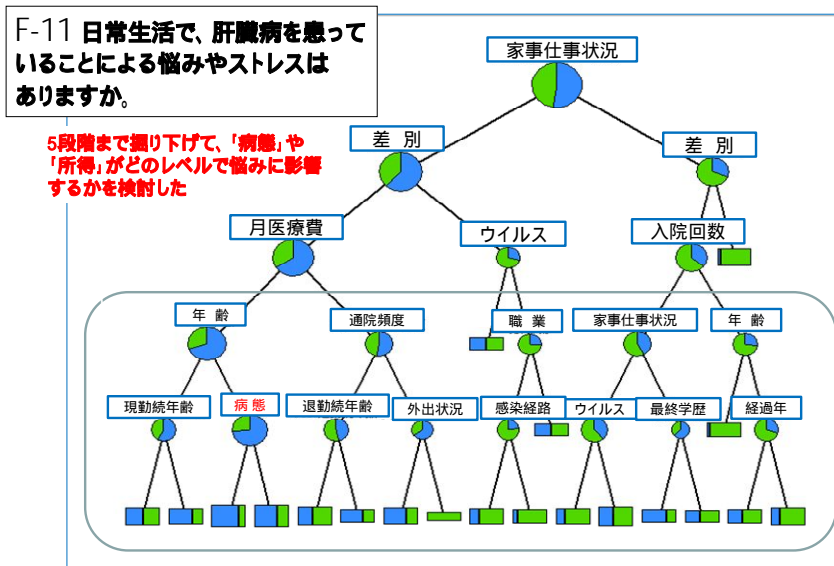 F-11 日常生活で、肝臓病を患って
いることによる悩みやストレスは
ありますか。
5段階まで掘り下げて、「病態」や
「所得」がどのレベルで悩みに影響
するかを検討した
家事仕事状況
差 別
差 別
月医療費
ウイルス
入院回数
年 齢
通院頻度
職 業
家事仕事状況
年 齢
現勤続年齢
病 態
退勤続年齢
外出状況
感染経路
ウイルス
最終学歴
経過年